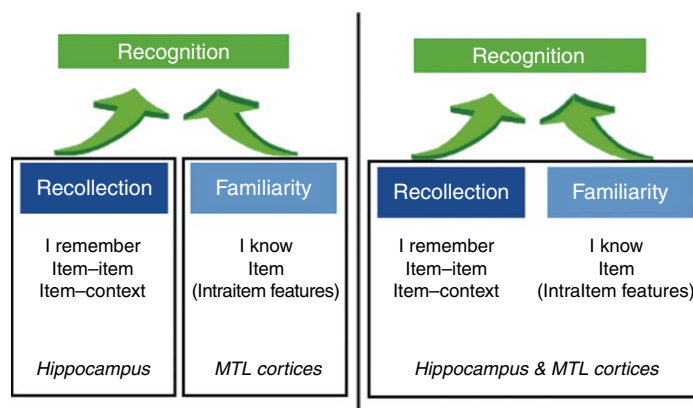 Recognition
Recollection
I remember
Item–item
Item–context
Hippocampus
Familiarity
I know
Item
(Intraitem features)
MTL cortices
Recognition
Recollection
I remember
Item–item
Item–context
Familiarity
I know
Item
(IntraItem features)
Hippocampus & MTL cortices